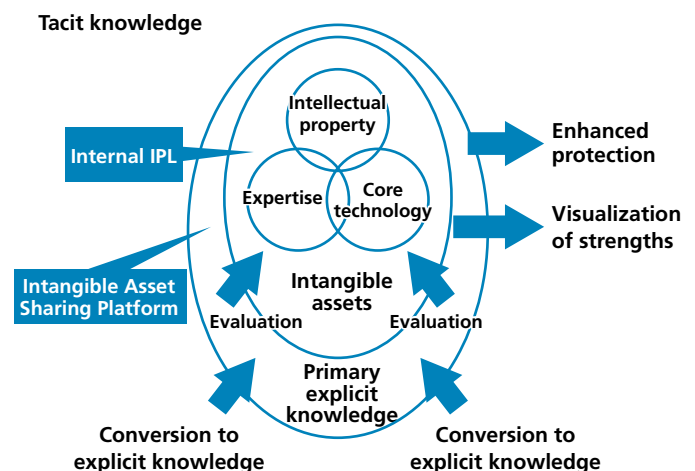 Tacit knowledge
Intellectual
property
Internal IPL
Enhanced
protection
Expertise
Core
technology
Visualization
of strengths
Intangible Asset
Sharing Platform
Intangible
assets
Evaluation
Evaluation
Primary
explicit
knowledge
Conversion to
explicit knowledge
Conversion to
explicit knowledge